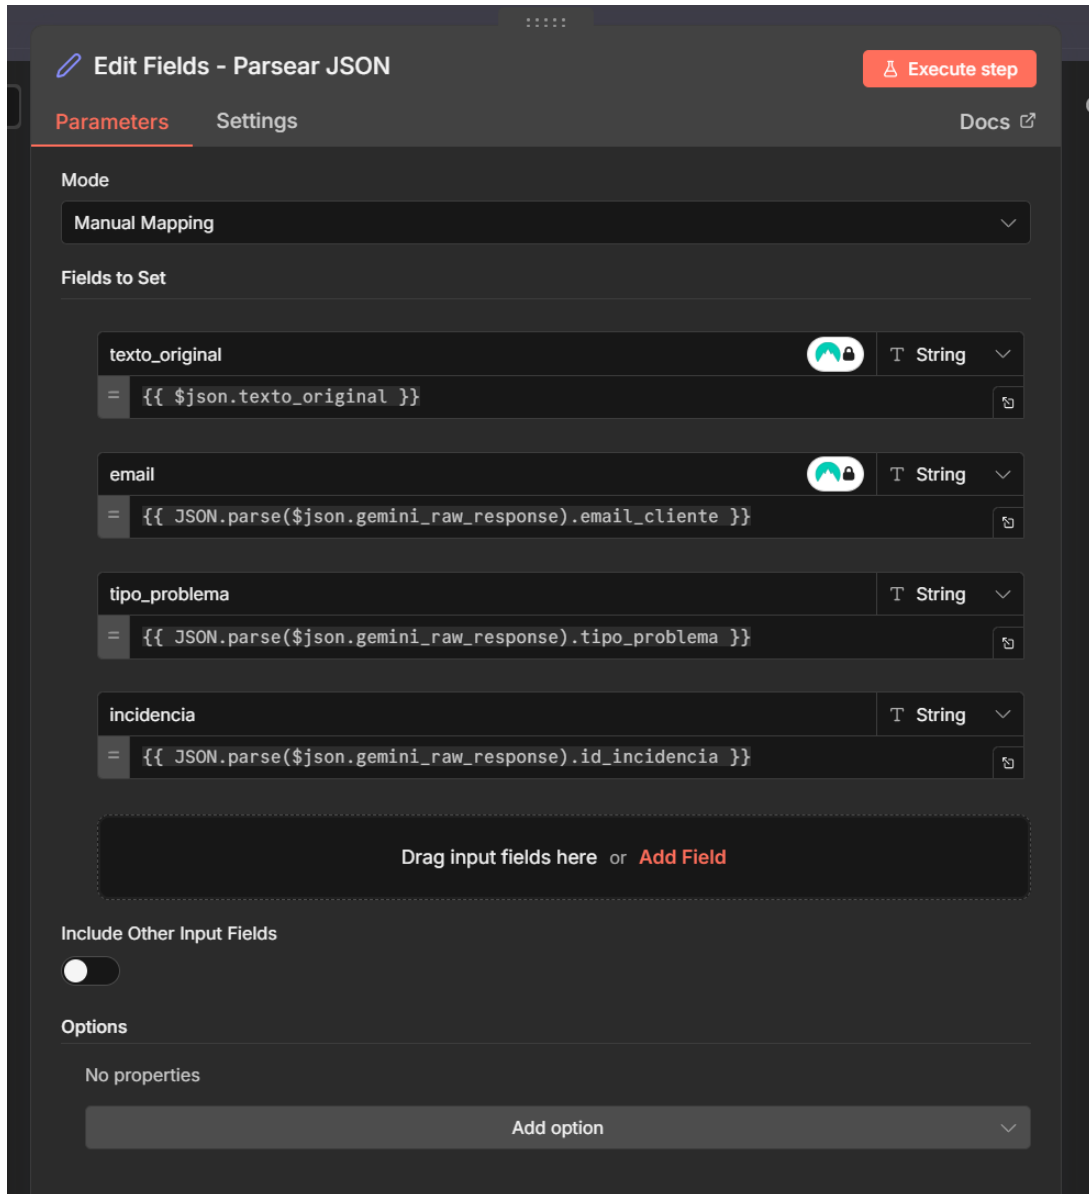 Edit Fields - Parsear JSON
Execute step
Parameters
Settings
Docs
Mode
Manual Mapping
Fields to Set
texto_original
T String
= {{ $json.texto_original }}
email
T String
= {{ JSON.parse($json.gemini_raw_response).email_cliente }}
tipo_problema
T String
= {{ JSON.parse($json.gemini_raw_response).tipo_problema }}
incidencia
T String
= {{ JSON.parse($json.gemini_raw_response).id_incidencia }}
Drag input fields here or Add Field
Include Other Input Fields
Options
No properties
Add option